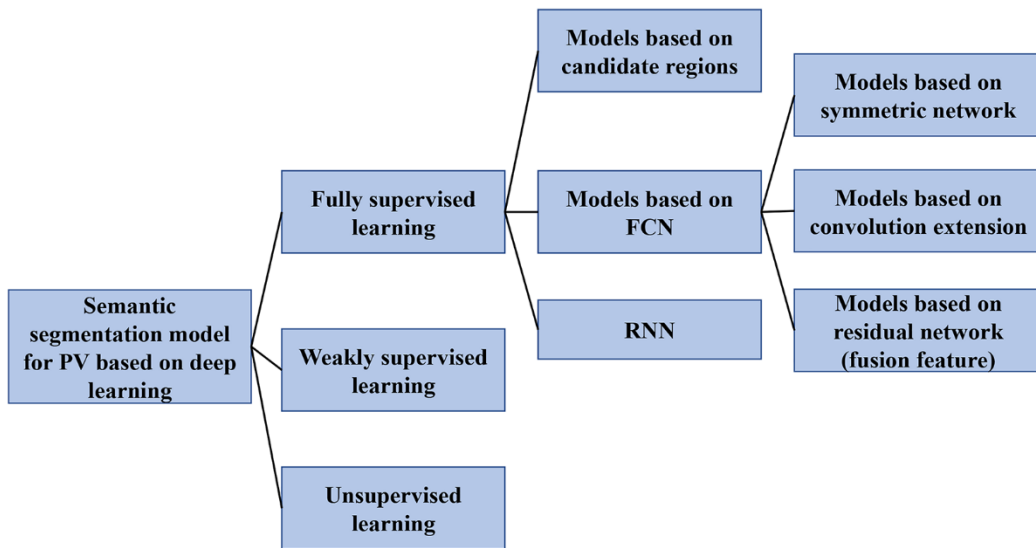 Semantic
segmentation model
for PV based on deep
learning
Fully supervised
learning
Weakly supervised
learning
Unsupervised
learning
Models based on
candidate regions
Models based on
FCN
RNN
Models based on
symmetric network
Models based on
convolution extension
Models based on
residual network
(fusion feature)